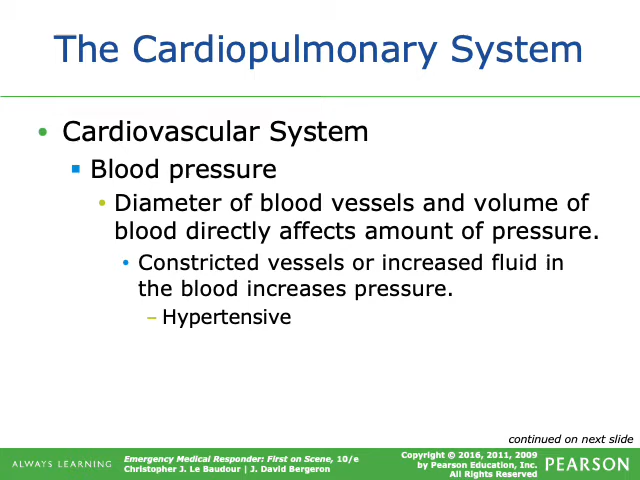 The Cardiopulmonary System
• Cardiovascular System
▪ Blood pressure
• Diameter of blood vessels and volume of
blood directly affects amount of pressure.
• Constricted vessels or increased fluid in
the blood increases pressure.
– Hypertensive
continued on next slide
ALWAYS LEARNING
Emergency Medical Responder: First on Scene, 10/e
Christopher J. Le Baudour | J. David Bergeron
Copyright © 2016, 2011, 2009
by Pearson Education, Inc.
All Rights Reserved
PEARSON